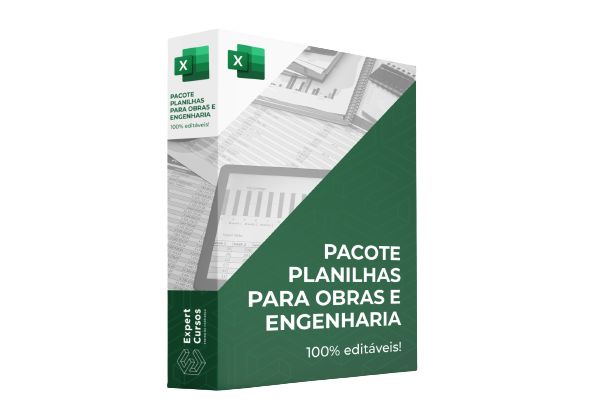 X
PACOTE
PLANILHAS
PARA OBRAS E
ENGENHARIA
100% editáveis!
Expert
Cursos
X
PACOTE
PLANILHAS
PARA OBRAS E
ENGENHARIA
100% editáveis!